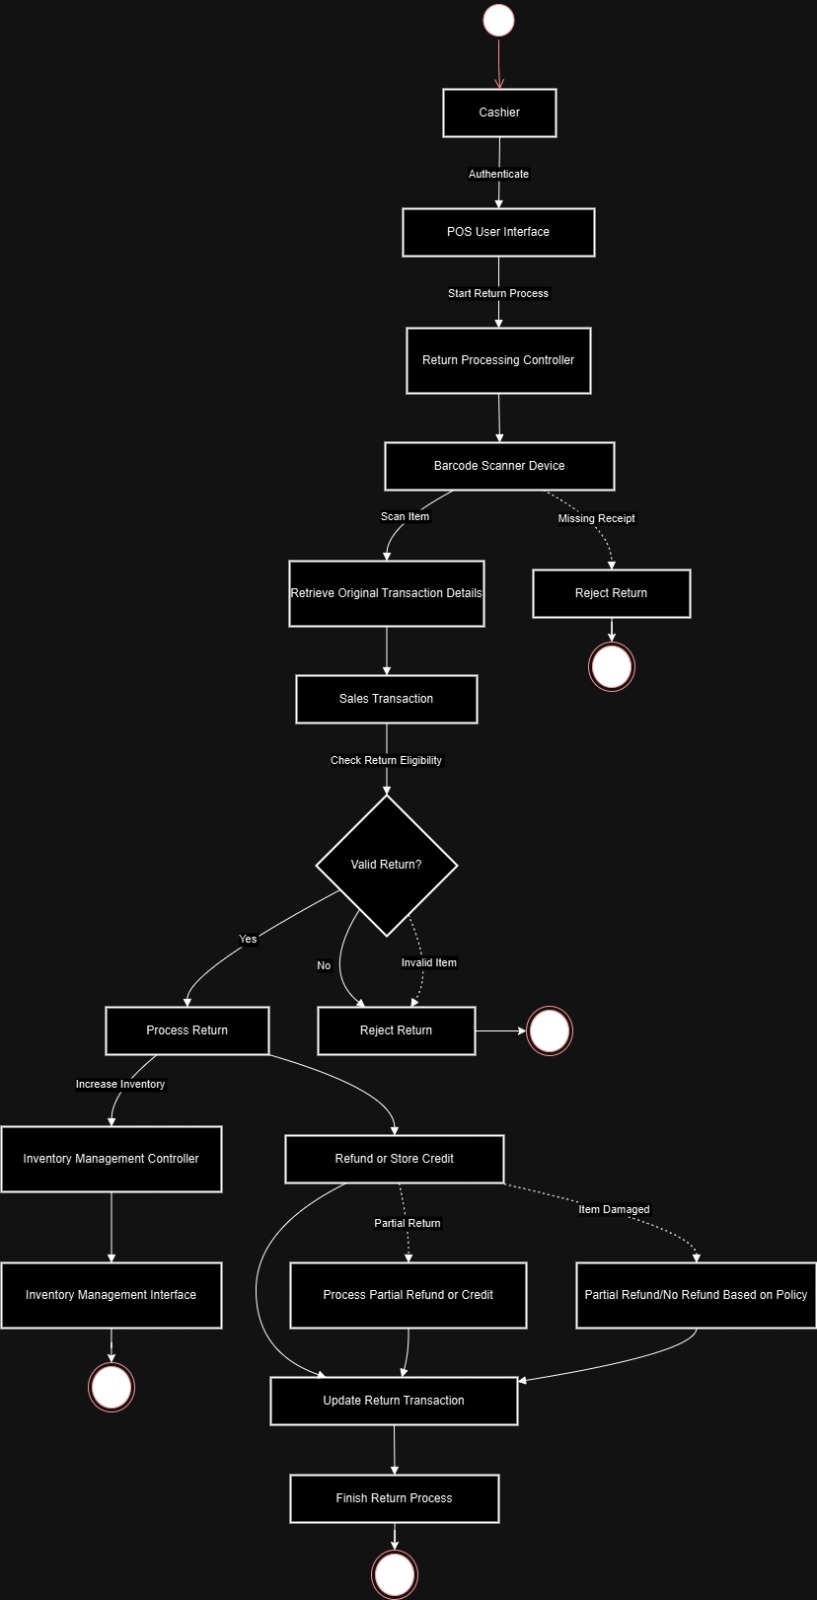 Cashier
Authenticate
POS User Interface
Start Return Process
Return Processing Controller
Barcode Scanner Device
Scan Item
Missing Receipt
Retrieve Original Transaction Details
Reject Return
Sales Transaction
Check Return Eligibility
Valid Return?
Yes
No
Invalid Item
Process Return
Reject Return
Increase Inventory
Inventory Management Controller
Refund or Store Credit
Partial Return
Item Damaged
Inventory Management Interface
Process Partial Refund or Credit
Partial Refund/No Refund Based on Policy
Update Return Transaction
Finish Return Process